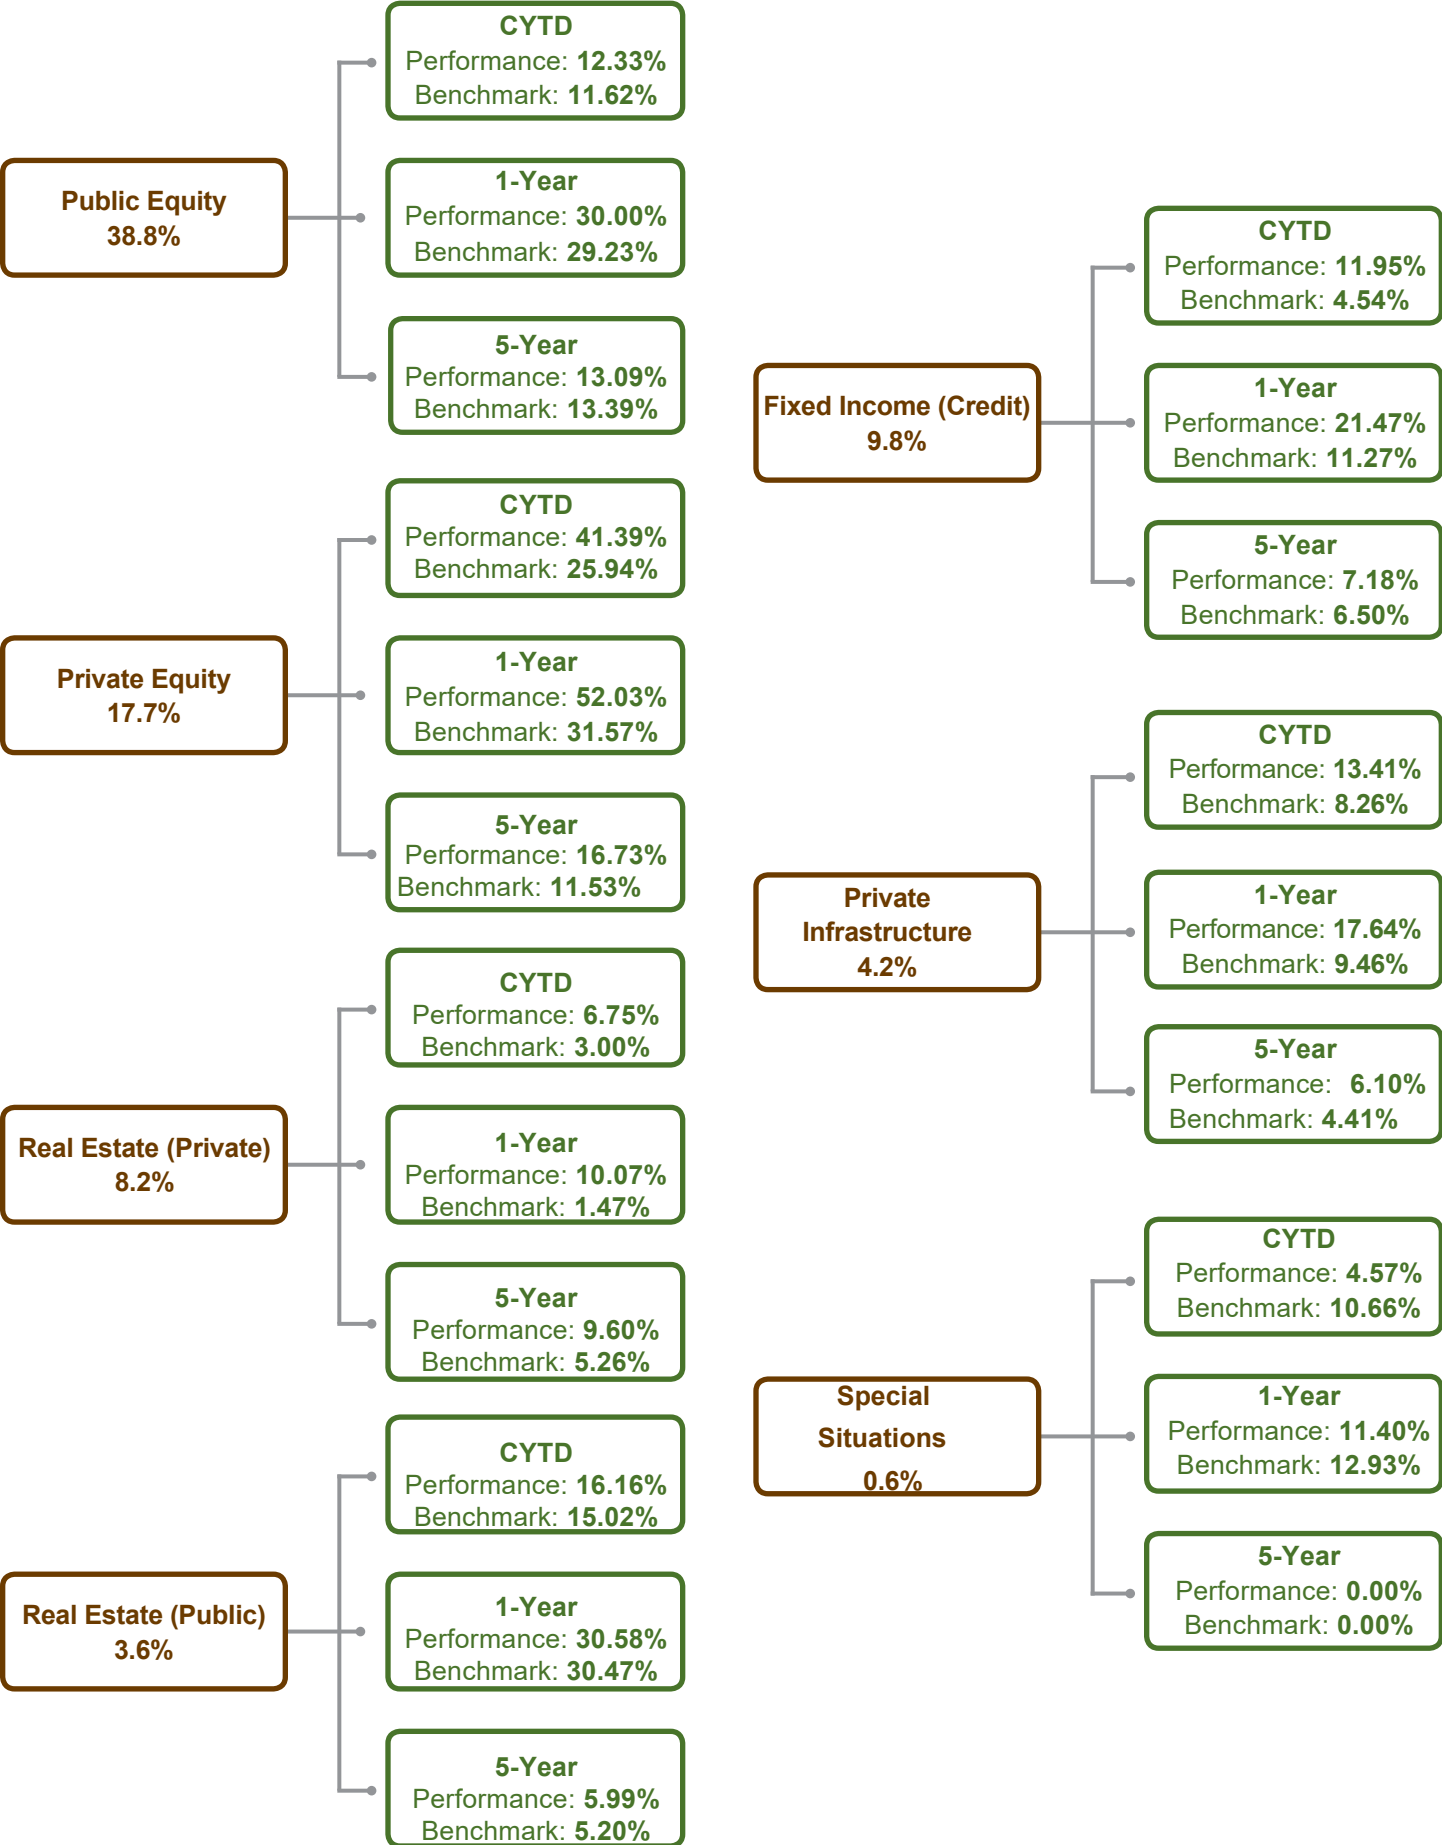 Public Equity
38.8%
CYTD
Performance: 12.33%
Benchmark: 11.62%
1-Year
Performance: 30.00%
Benchmark: 29.23%
5-Year
Performance: 13.09%
Benchmark: 13.39%
Private Equity
17.7%
CYTD
Performance: 41.39%
Benchmark: 25.94%
1-Year
Performance: 52.03%
Benchmark: 31.57%
5-Year
Performance: 16.73%
Benchmark: 11.53%
Real Estate (Private)
8.2%
CYTD
Performance: 6.75%
Benchmark: 3.00%
1-Year
Performance: 10.07%
Benchmark: 1.47%
5-Year
Performance: 9.60%
Benchmark: 5.26%
Real Estate (Public)
3.6%
CYTD
Performance: 16.16%
Benchmark: 15.02%
1-Year
Performance: 30.58%
Benchmark: 30.47%
5-Year
Performance: 5.99%
Benchmark: 5.20%
Fixed Income (Credit)
9.8%
CYTD
Performance: 11.95%
Benchmark: 4.54%
1-Year
Performance: 21.47%
Benchmark: 11.27%
5-Year
Performance: 7.18%
Benchmark: 6.50%
Private
Infrastructure
4.2%
CYTD
Performance: 13.41%
Benchmark: 8.26%
1-Year
Performance: 17.64%
Benchmark: 9.46%
5-Year
Performance: 6.10%
Benchmark: 4.41%
Special
Situations
0.6%
CYTD
Performance: 4.57%
Benchmark: 10.66%
1-Year
Performance: 11.40%
Benchmark: 12.93%
5-Year
Performance: 0.00%
Benchmark: 0.00%